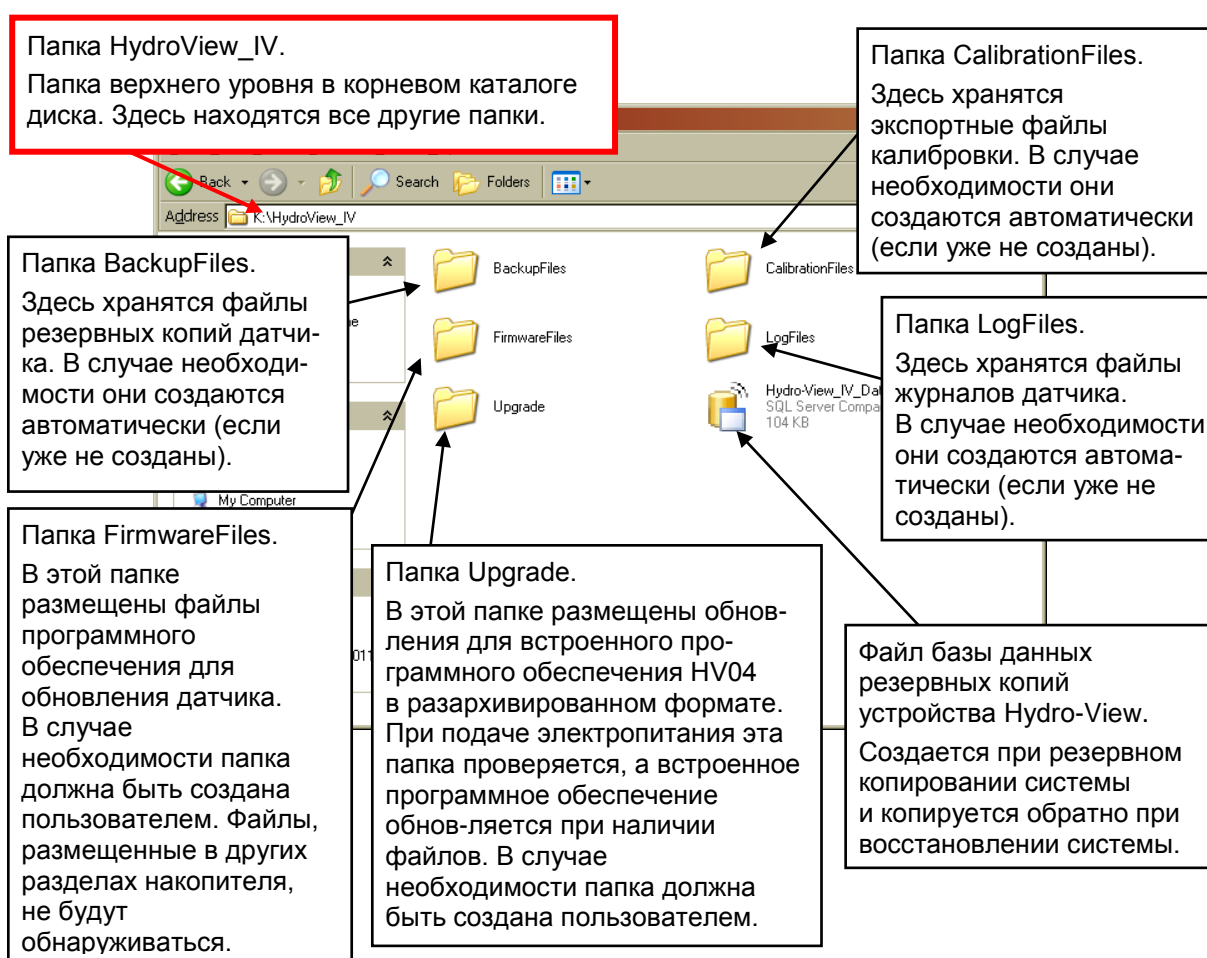 Папка HydroView_IV.
Папка верхнего уровня в корневом каталоге
диска. Здесь находятся все другие папки.
Папка CalibrationFiles.
Здесь хранятся
экспортные файлы
калибровки. В случае
необходимости они
создаются автоматически
(если уже не созданы).
Back
Search
Folders
Address
K:\HydroView_IV
Папка BackupFiles.
Здесь хранятся файлы
резервных копий датчи-
ка. В случае необходи-
мости они создаются
автоматически (если
уже не созданы).
BackupFiles
CalibrationFiles
FirmwareFiles
LogFiles
Upgrade
Hydro-View_IV_Dat
SQL Server Compa
104 KB
My Computer
Папка LogFiles.
Здесь хранятся файлы
журналов датчика.
В случае необходимости
они создаются автома-
тически (если уже не
созданы).
Папка FirmwareFiles.
В этой папке
размещены файлы
программного
обеспечения для
обновления датчика.
В случае
необходимости папка
должна быть создана
пользователем. Файлы,
размещенные в других
разделах накопителя,
не будут
обнаруживаться.
011
Папка Upgrade.
В этой папке размещены обнов-
ления для встроенного про-
граммного обеспечения HV04
в разархивированном формате.
При подаче электропитания эта
папка проверяется, а встроенное
программное обеспечение
обнов-ляется при наличии
файлов. В случае
необходимости папка должна
быть создана пользователем.
Файл базы данных
резервных копий
устройства Hydro-View.
Создается при резервном
копировании системы
и копируется обратно при
восстановлении системы.